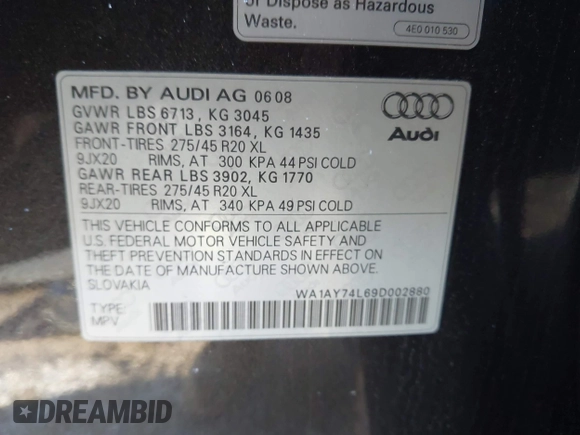 or Dispose as Hazardous
Waste.
4E0 010 530
MFD. BY AUDI AG 06 08
GVWR LBS 6713 , KG 3045
GAWR FRONT LBS 3164, KG 1435
FRONT-TIRES 275/45 R20 XL
9JX20 RIMS, AT 300 KPA 44 PSI COLD
GAWR REAR LBS 3902, KG 1770
REAR-TIRES 275/45 R20 XL
9JX20 RIMS, AT 340 KPA 49 PSI COLD
Audi
THIS VEHICLE CONFORMS TO ALL APPLICABLE
U.S. FEDERAL MOTOR VEHICLE SAFETY AND
THEFT PREVENTION STANDARDS IN EFFECT ON
THE DATE OF MANUFACTURE SHOWN ABOVE.
SLOVAKIA
WA1AY74L69D002880
TYPE:
MPV
DREAMBID